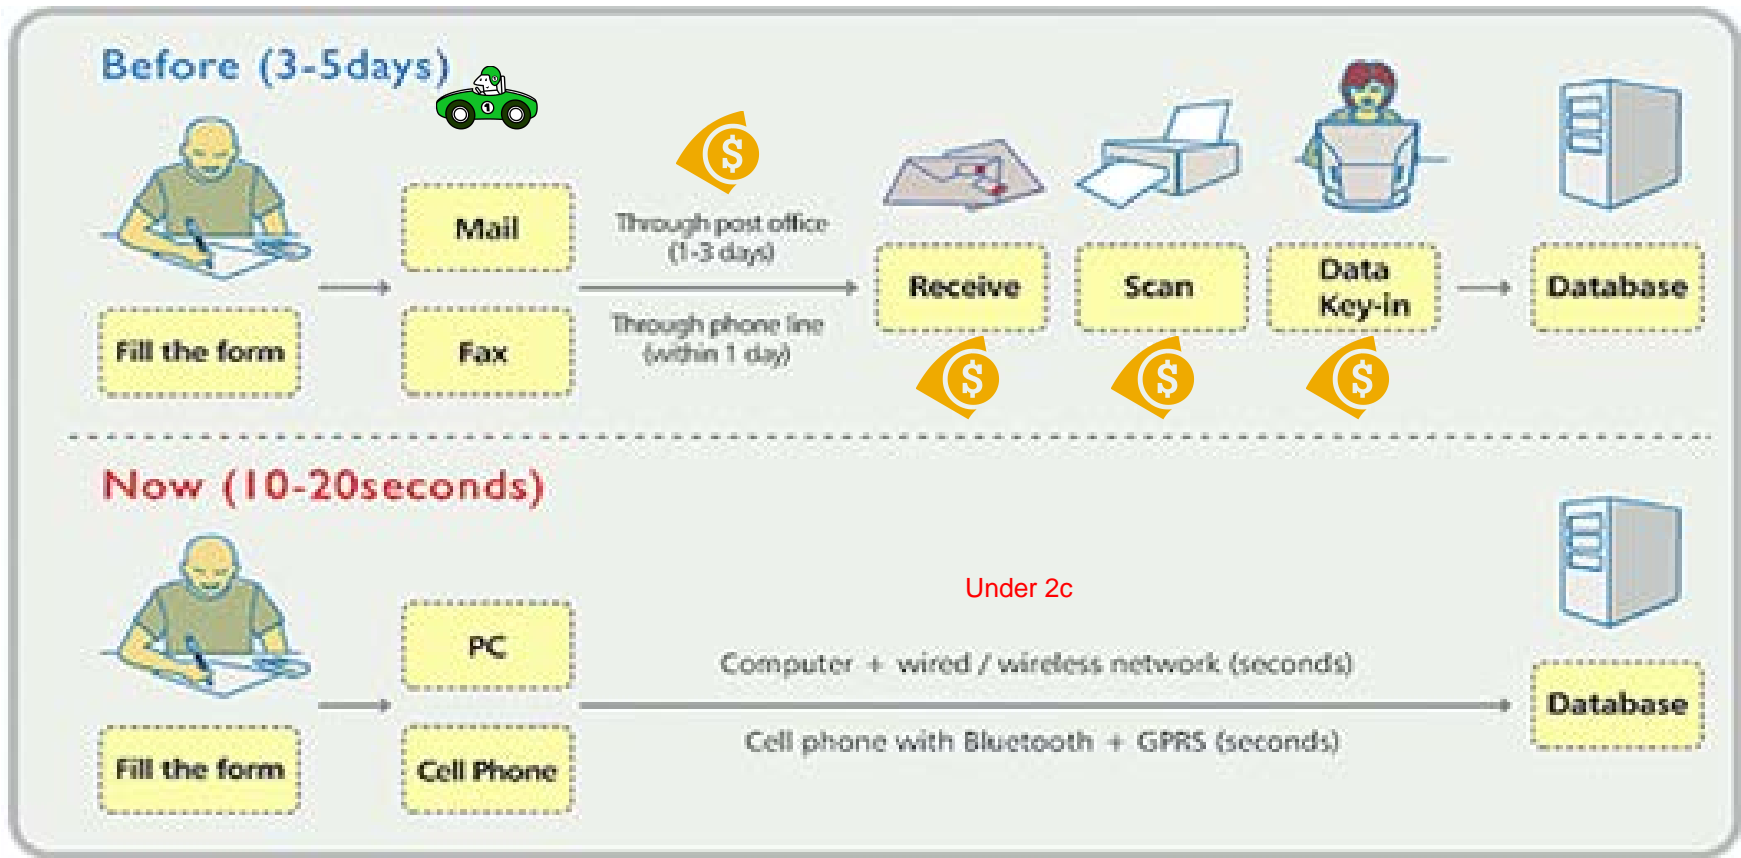 Before (3-5days)
1
$
Mail
Through post office
(1-3 days)
Receive
Scan
Data
Key-in
Database
Fill the form
Fax
Through phone line
(within 1 day)
$
$
$
Now (10-20seconds)
Under 2c
PC
Computer + wired / wireless network (seconds)
Database
Fill the form
Cell Phone
Cell phone with Bluetooth + GPRS (seconds)